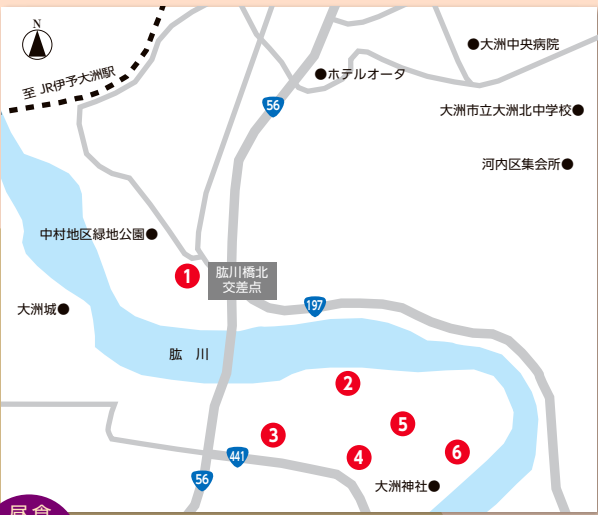 N
大洲中央病院
ホテルオータ
至 JR伊予大洲駅
56
大洲市立大洲北中学校
河内区集会所
中村地区緑地公園
1
肱川橋北
交差点
大洲城
197
肱 川
2
5
3
4
6
441
56
大洲神社
昼食